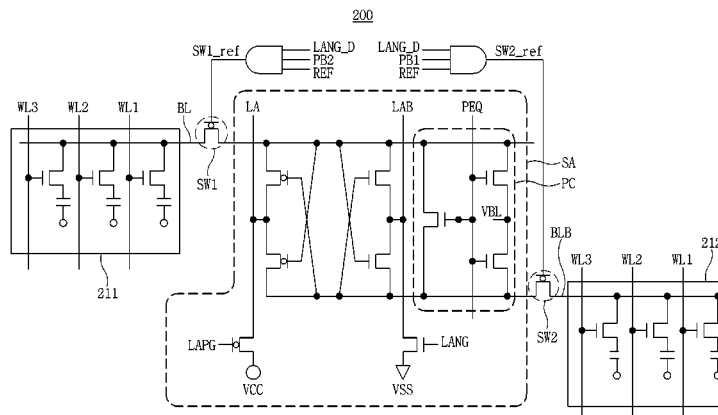 200
SW1_ref
LANG_D
PB2
REF
LANG_D
PB1
REF
SW2_ref
WL3
WL2
WL1
BL
LA
LAB
PEQ
SA
PC
SW1
VBL
BLB
211
WL3
WL2
WL1
212
SW2
LAPG
LANG
VCC
VSS